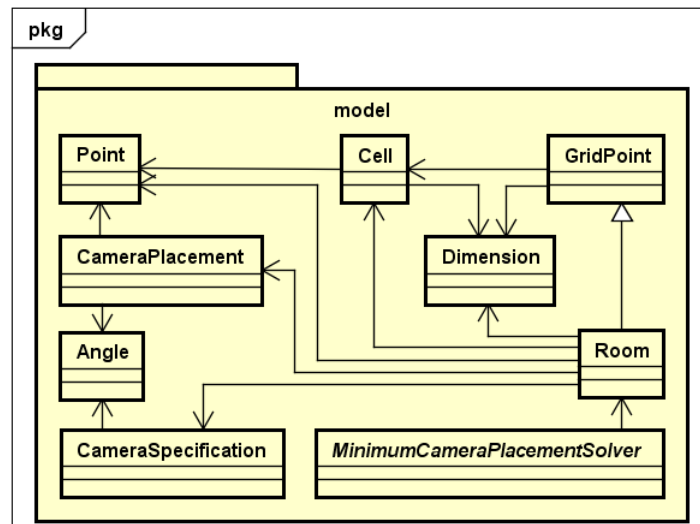 pkg
model
Point
Cell
GridPoint
CameraPlacement
Dimension
Angle
Room
CameraSpecification
MinimumCameraPlacementSolver